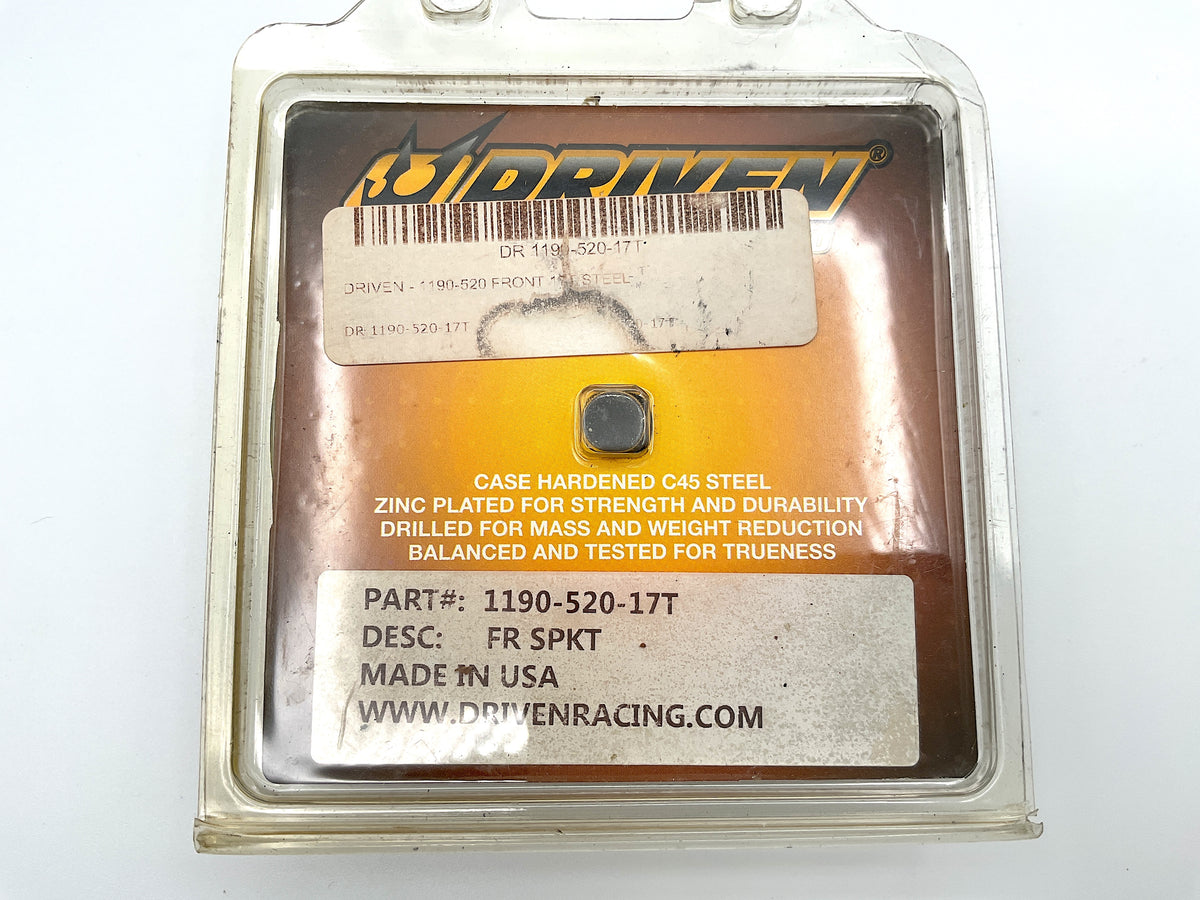 DRIVEN®
DR 1190-520-17T
DRIVEN - 1190-520 FRONT STEEL-
DR 1190-520-17T
CASE HARDENED C45 STEEL
ZINC PLATED FOR STRENGTH AND DURABILITY
DRILLED FOR MASS AND WEIGHT REDUCTION
BALANCED AND TESTED FOR TRUENESS
PART#: 1190-520-17T
DESC: FR SPKT
MADE IN USA
WWW.DRIVENRACING.COM